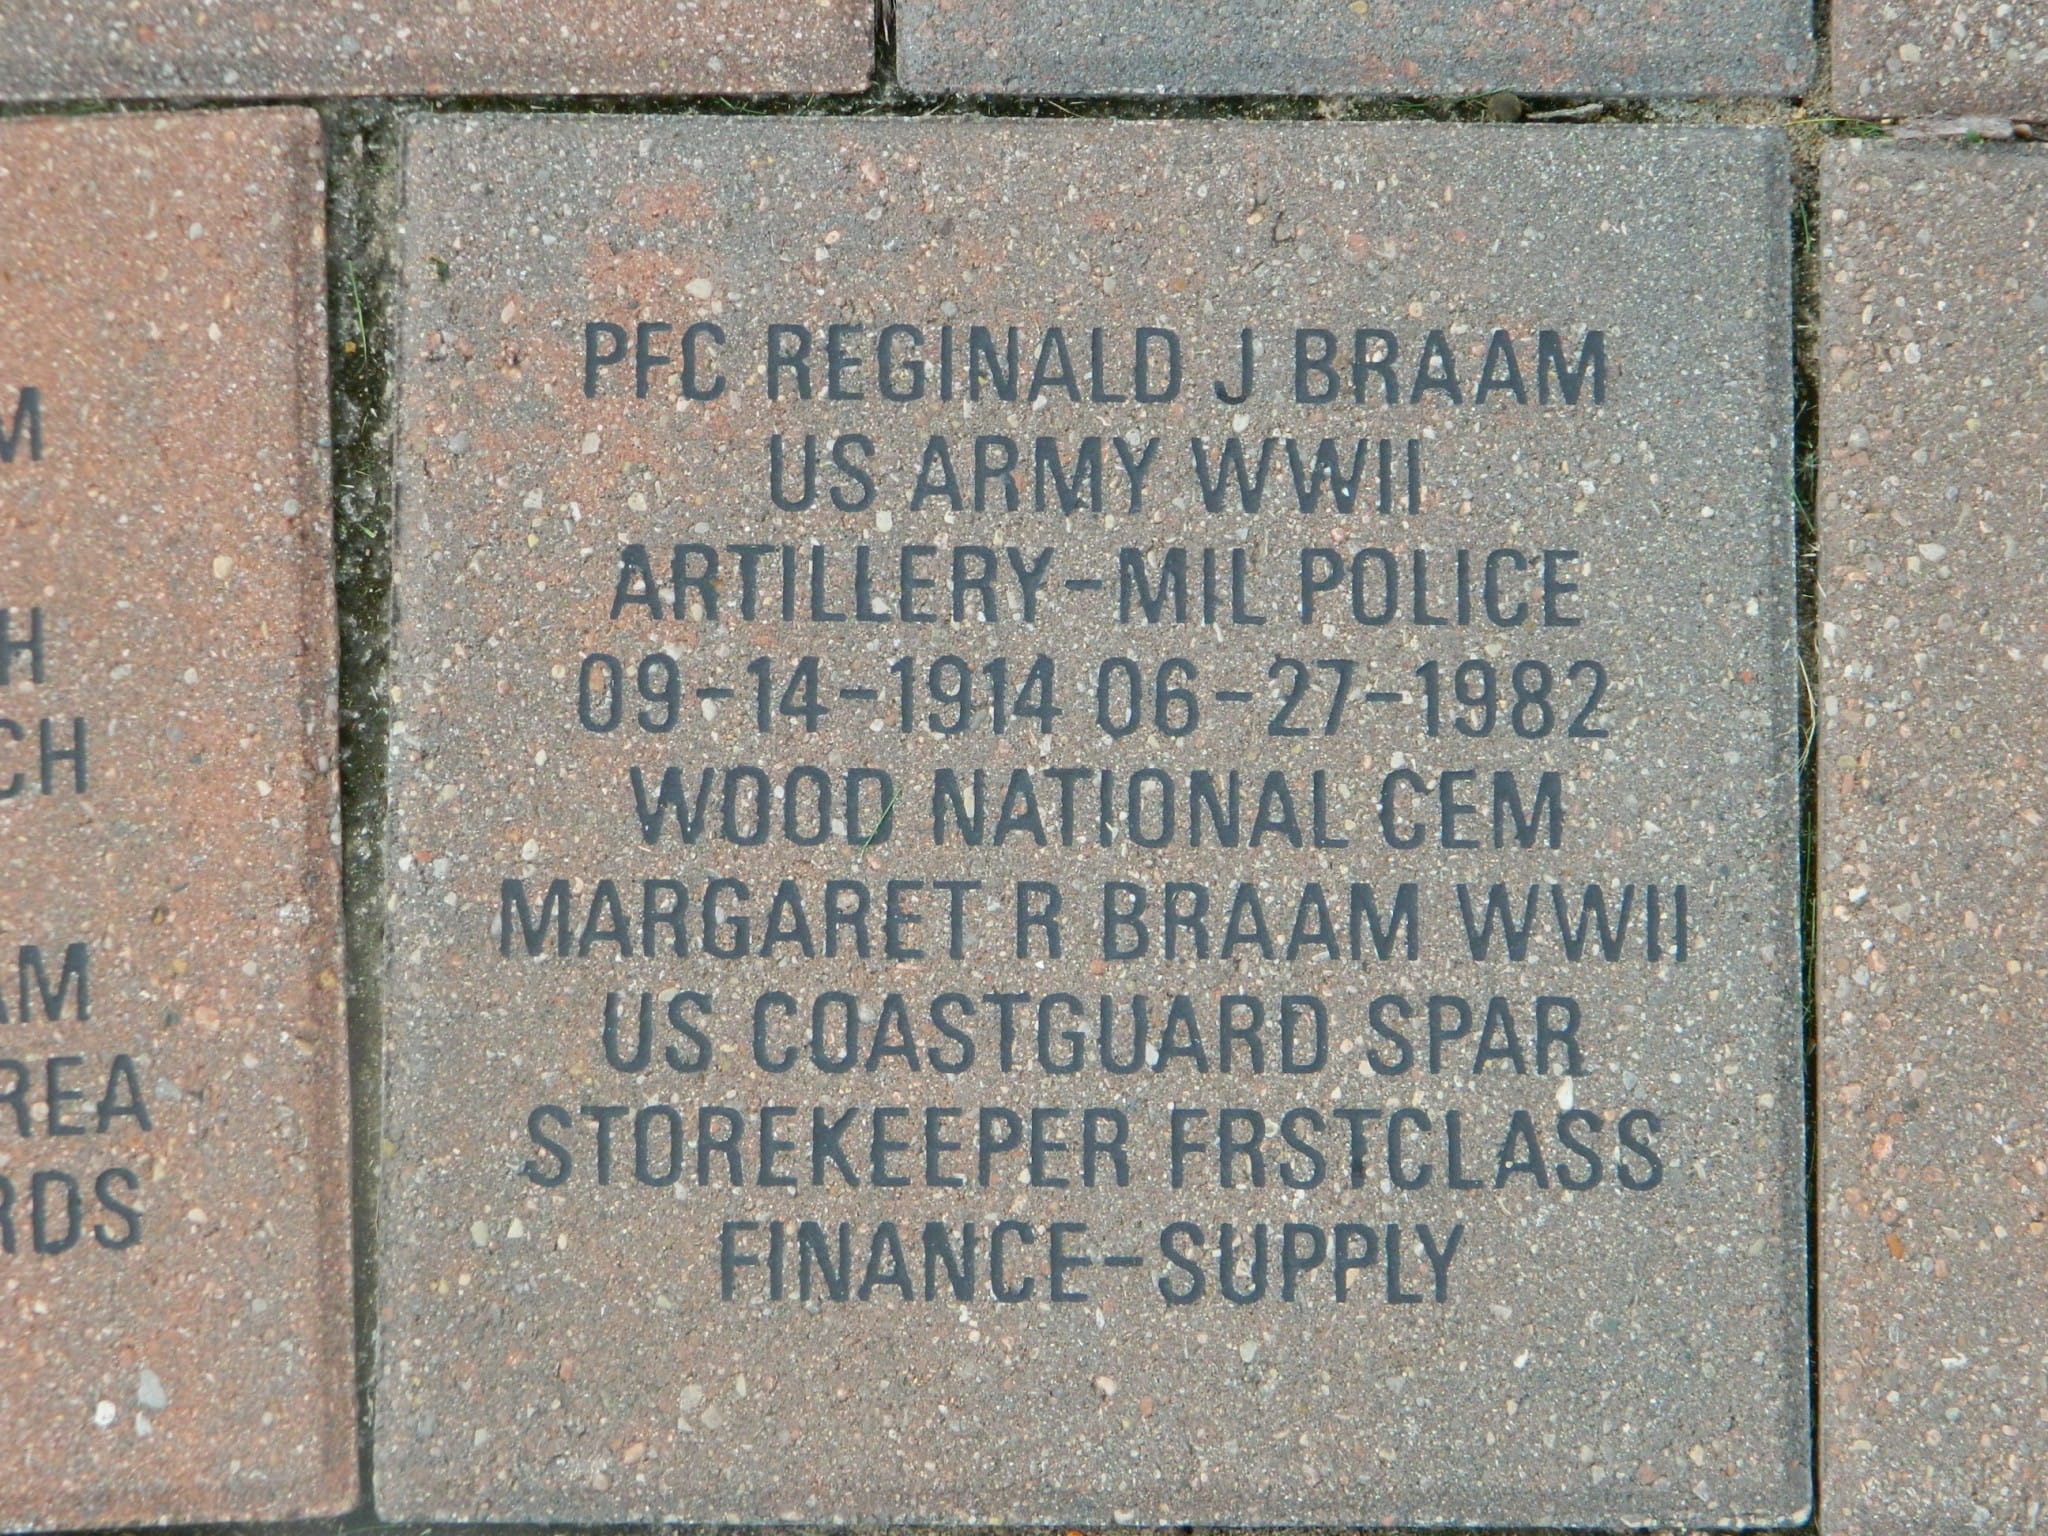 PFC REGINALD J BRAAM
US ARMY WWII
ARTILLERY-MIL POLICE
09-14-1914 06-27-1982
WOOD NATIONAL CEM
MARGARET R BRAAM WWII
US COASTGUARD SPAR
STOREKEEPER FRSTCLASS
FINANCE-SUPPLY